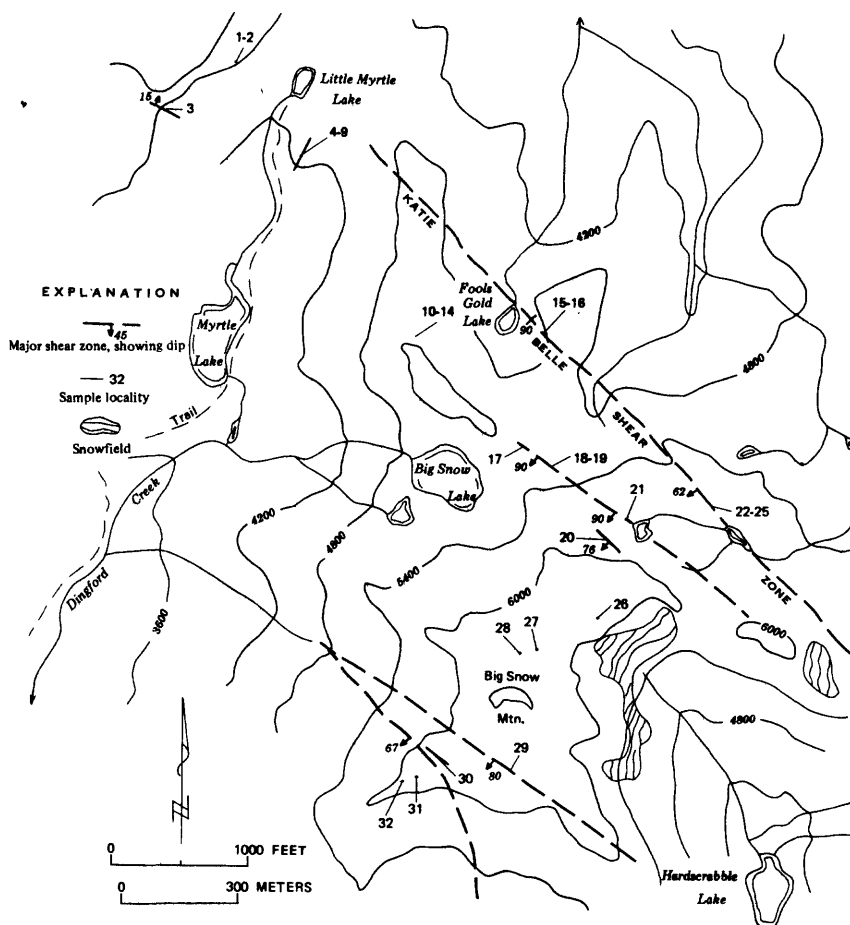 1-2
15
3
Little Myrtle
Lake
4-9
KATIE
4200
EXPLANATION
45
Major shear zone, showing dip
32
Sample locality
Snowfield
Myrtle
Lake
Trail
Fools
Gold
Lake
10-14
15-16
90
BELLE
4800
SHEAR
17
90
18-19
Big Snow
Lake
21
62
22-25
Creek
4200
4800
90
20
76
5400
ZONE
Dingford
3600
6000
26
6000
28
27
Big Snow
Mtn.
4800
67
29
80
30
31
32
0
1000 FEET
0
300 METERS
N
Hardscrabble
Lake